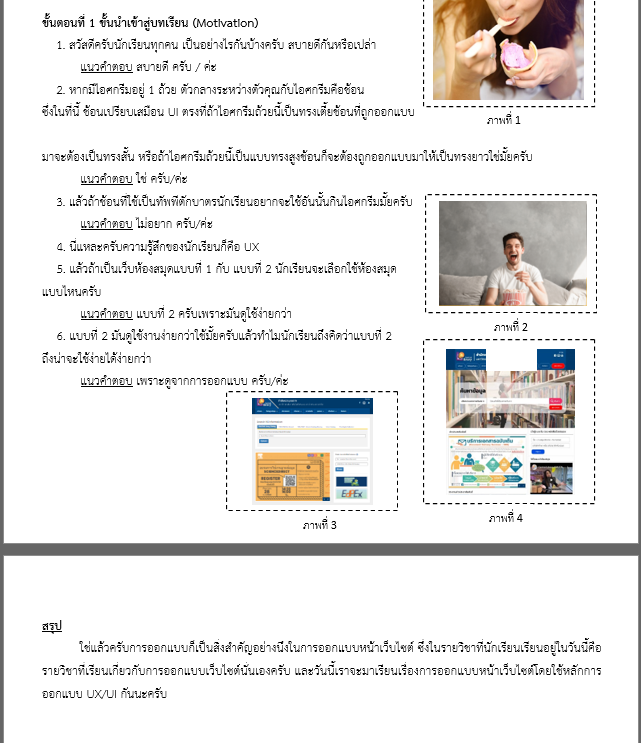 ขั้นตอนที่ 1 ขั้นนำเข้าสู่บทเรียน (Motivation)
1. สวัสดีครับนักเรียนทุกคน เป็นอย่างไรกันบ้างครับ สบายดีกันหรือเปล่า
แนวคำตอบ สบายดี ครับ / ค่ะ
2. หากมีไอศกรีมอยู่ 1 ถ้วย ตัวกลางระหว่างตัวคุณกับไอศกรีมคือช้อน
ซึ่งในที่นี้ ช้อนเปรียบเสมือน UI ตรงที่ถ้าไอศกรีมถ้วยนี้เป็นทรงเตี้ยช้อนที่ถูกออกแบบ
ภาพที่ 1
มาจะต้องเป็นทรงสั้น หรือถ้าไอศกรีมถ้วยนี้เป็นแบบทรงสูงช้อนก็จะต้องถูกออกแบบมาให้เป็นทรงยาวใช่มั้ยครับ
แนวคำตอบ ใช่ ครับ/ค่ะ
3. แล้วถ้าช้อนที่ใช้เป็นทัพพีตักบาตรนักเรียนอยากจะใช้อันนั้นกินไอศกรีมมั้ยครับ
แนวคำตอบ ไม่อยาก ครับ/ค่ะ
4. นี่แหละครับความรู้สึกของนักเรียนก็คือ UX
5. แล้วถ้าเป็นเว็บห้องสมุดแบบที่ 1 กับ แบบที่ 2 นักเรียนจะเลือกใช้ห้องสมุด
แบบไหนครับ
แนวคำตอบ แบบที่ 2 ครับเพราะมันดูใช้ง่ายกว่า
ภาพที่ 2
6. แบบที่ 2 มันดูใช้งานง่ายกว่าใช้มั้ยครับแล้วทำไมนักเรียนถึงคิดว่าแบบที่ 2
ถึงน่าจะใช้ง่ายได้ง่ายกว่า
แนวคำตอบ เพราะดูจากการออกแบบ ครับ/ค่ะ
ค้นหาข้อมูล
REGISTER
ภาพที่ 3
ภาพที่ 4
สรุป
ใช่แล้วครับการออกแบบก็เป็นสิ่งสำคัญอย่างนึงในการออกแบบหน้าเว็บไซต์ ซึ่งในรายวิชาที่นักเรียนเรียนอยู่ในวันนี้คือ
รายวิชาที่เรียนเกี่ยวกับการออกแบบเว็บไซต์นั่นเองครับ และวันนี้เราจะมาเรียนเรื่องการออกแบบหน้าเว็บไซต์โดยใช้หลักการ
ออกแบบ UX/UI กันนะครับ